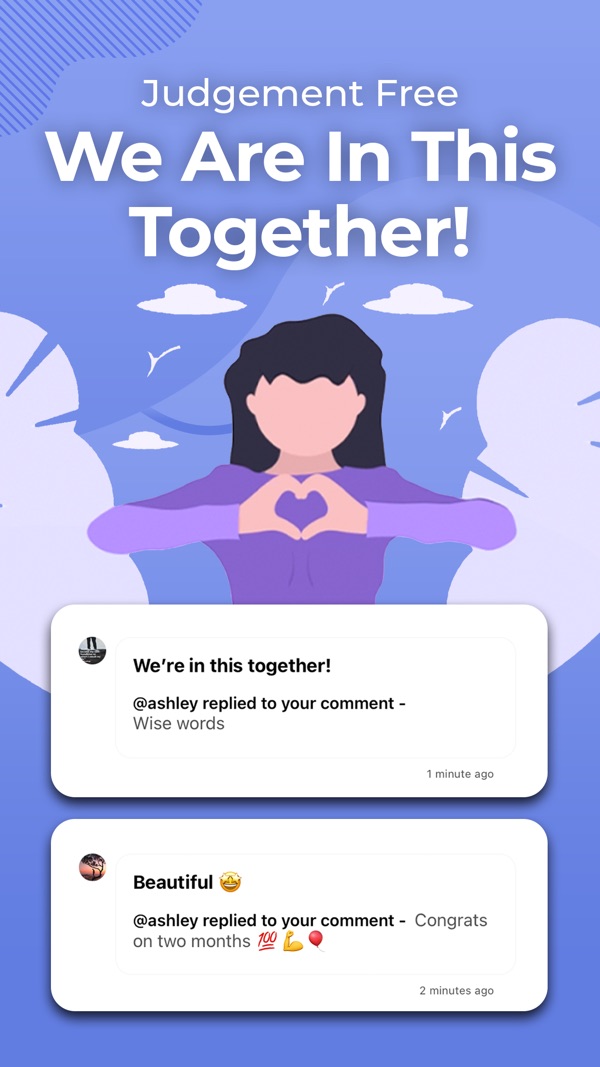 Judgement Free
We Are In This
Together!
We’re in this together!
@ashley replied to your comment -
Wise words
1 minute ago
Beautiful 🤩
@ashley replied to your comment - Congrats
on two months 💯 💪🎈
2 minutes ago